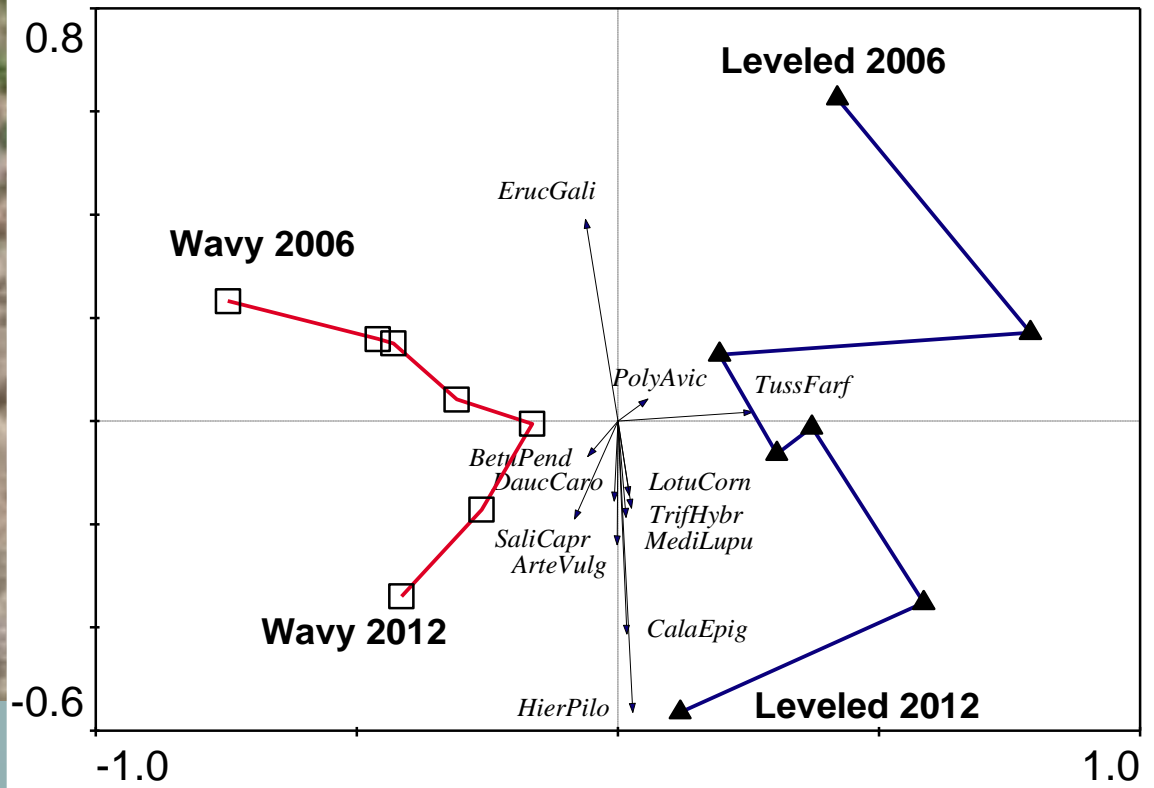 0.8
Leveled 2006
ErucGali
Wavy 2006
PolyAvic
TussFarf
BetuPend
DaucCaro
LotuCorn
TrifHybr
SaliCapr
MediLupu
ArteVulg
Wavy 2012
CalaEpig
-0.6
HierPilo
Leveled 2012
-1.0
1.0